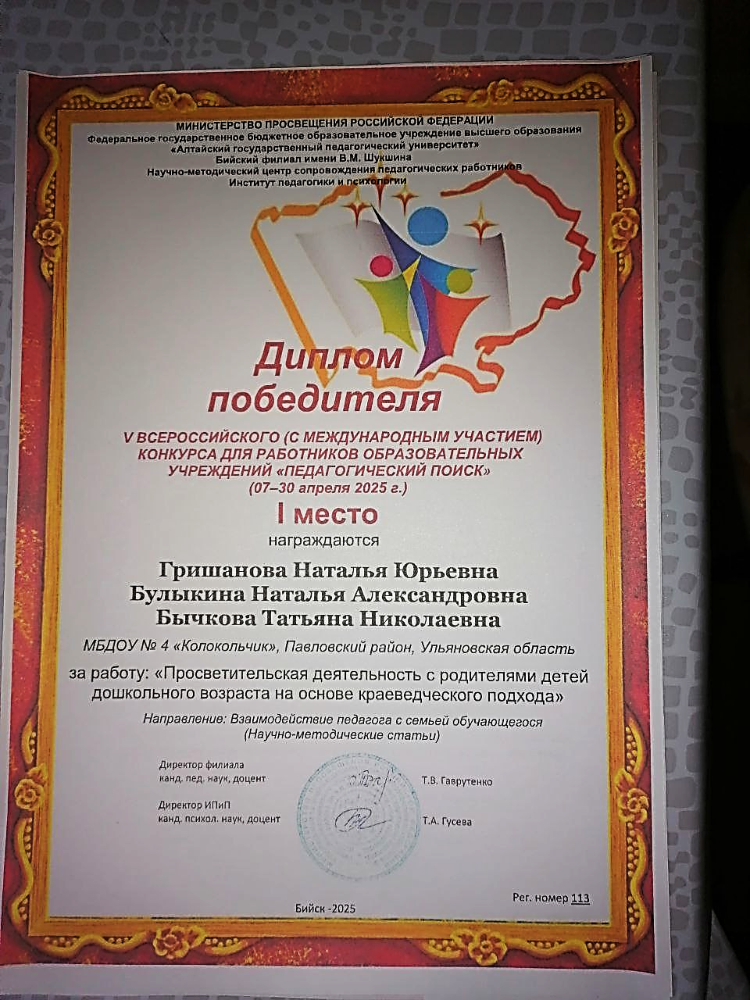 МИНИСТЕРСТВО ПРОСВЕЩЕНИЯ РОССИЙСКОЙ ФЕДЕРАЦИИ
Федеральное государственное бюджетное образовательное учреждение высшего образования
«Алтайский государственный педагогический университет»
Бийский филиал имени В.М. Шукшина
Научно-методический центр сопровождения педагогических работников
Институт педагогики и психологии
Диплом
победителя
V ВСЕРОССИЙСКОГО (С МЕЖДУНАРОДНЫМ УЧАСТИЕМ)
КОНКУРСА ДЛЯ РАБОТНИКОВ ОБРАЗОВАТЕЛЬНЫХ
УЧРЕЖДЕНИЙ «ПЕДАГОГИЧЕСКИЙ ПОИСК»
(07–30 апреля 2025 г.)
I место
награждаются
Гришанова Наталья Юрьевна
Булыкина Наталья Александровна
Бычкова Татьяна Николаевна
МБДОУ № 4 «Колокольчик», Павловский район, Ульяновская область
за работу: «Просветительская деятельность с родителями детей
дошкольного возраста на основе краеведческого подхода»
Направление: Взаимодействие педагога с семьей обучающегося
(Научно-методические статьи)
Директор филиала
канд. пед. наук, доцент Т.В. Гаврутенко
Директор ИПиП
канд. психол. наук, доцент Т.А. Гусева
Рег. номер 113
Бийск -2025